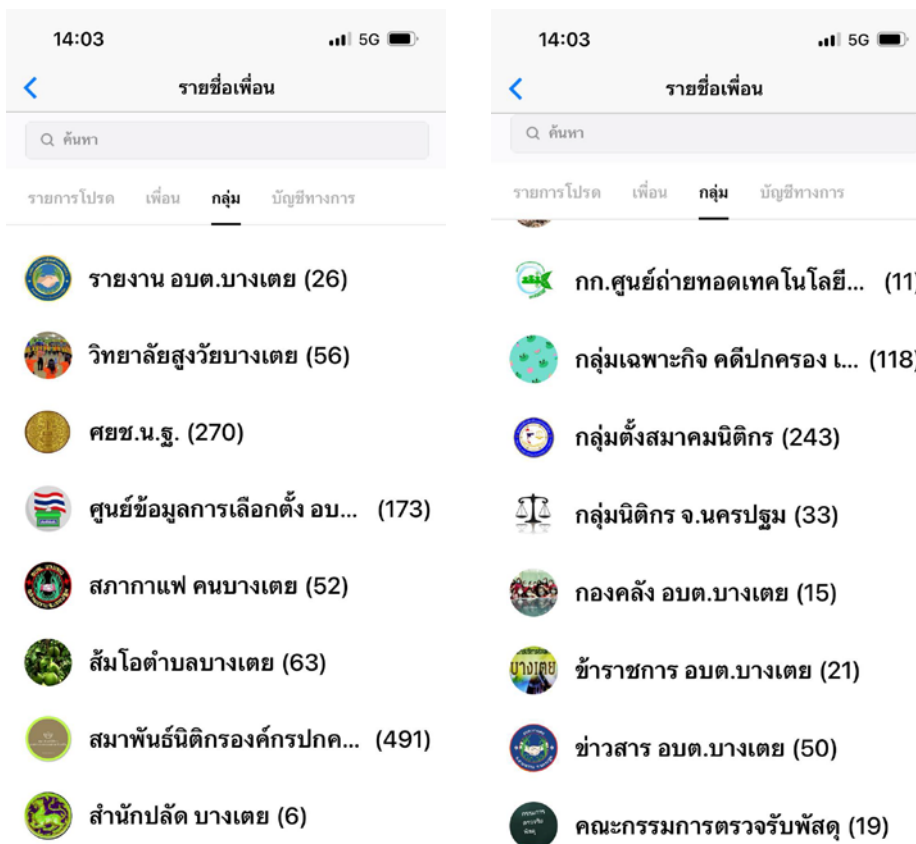 14:03
5G
รายชื่อเพื่อน
ค้นหา
รายการโปรด เพื่อน กลุ่ม บัญชีทางการ
รายงาน อบต.บางเตย (26)
วิทยาลัยสูงวัยบางเตย (56)
ศยช.น.ฐ. (270)
ศูนย์ข้อมูลการเลือกตั้ง อบ... (173)
สภากาแฟ คนบางเตย (52)
ส้มโอตำบลบางเตย (63)
สมาพันธ์นิติกรองค์กรปกค... (491)
สำนักปลัด บางเตย (6)
14:03
5G
รายชื่อเพื่อน
ค้นหา
รายการโปรด เพื่อน กลุ่ม บัญชีทางการ
กก.ศูนย์ถ่ายทอดเทคโนโลยี... (11)
กลุ่มเฉพาะกิจ คดีปกครอง เ... (118)
กลุ่มตั้งสมาคมนิติกร (243)
กลุ่มนิติกร จ.นครปฐม (33)
กองคลัง อบต.บางเตย (15)
บางเตย
ข้าราชการ อบต.บางเตย (21)
ข่าวสาร อบต.บางเตย (50)
คณะกรรมการตรวจรับพัสดุ (19)